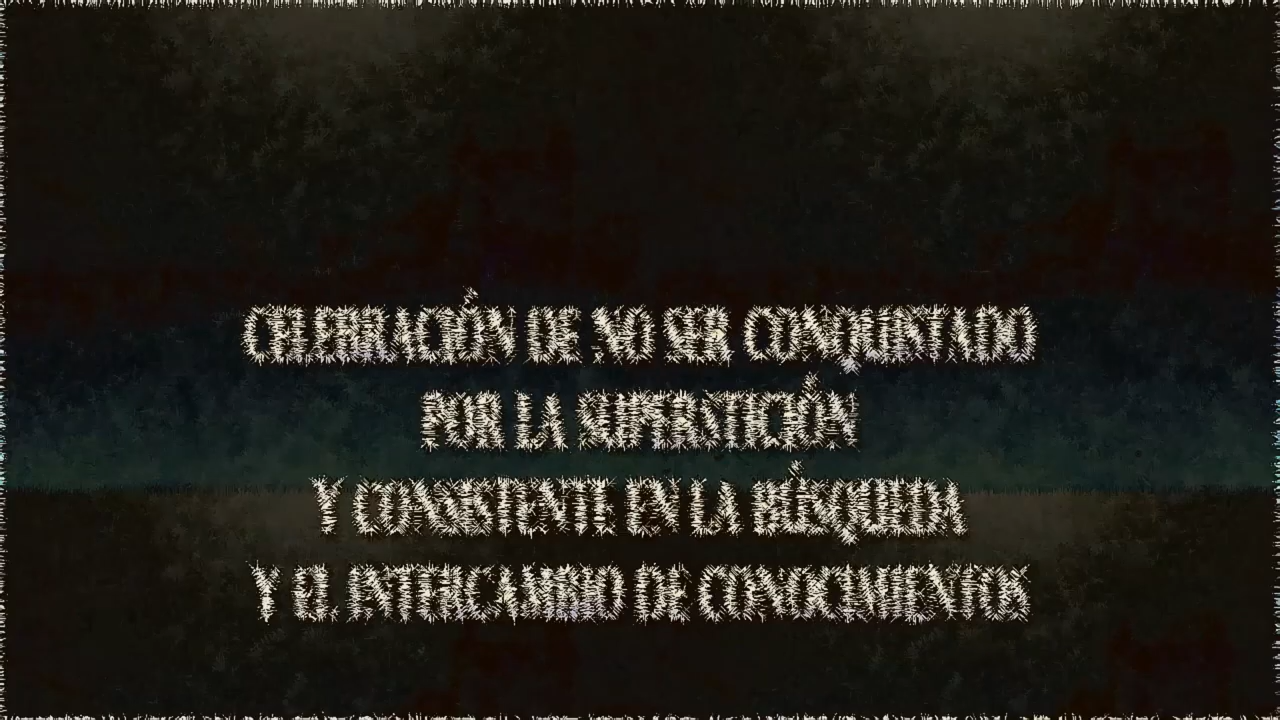 CELEBRACIÓN DE NO SER CONQUISTADO
POR LA SUPERSTICIÓN
Y CONSISTENTE EN LA BÚSQUEDA
Y EL INTERCAMBIO DE CONOCIMIENTOS